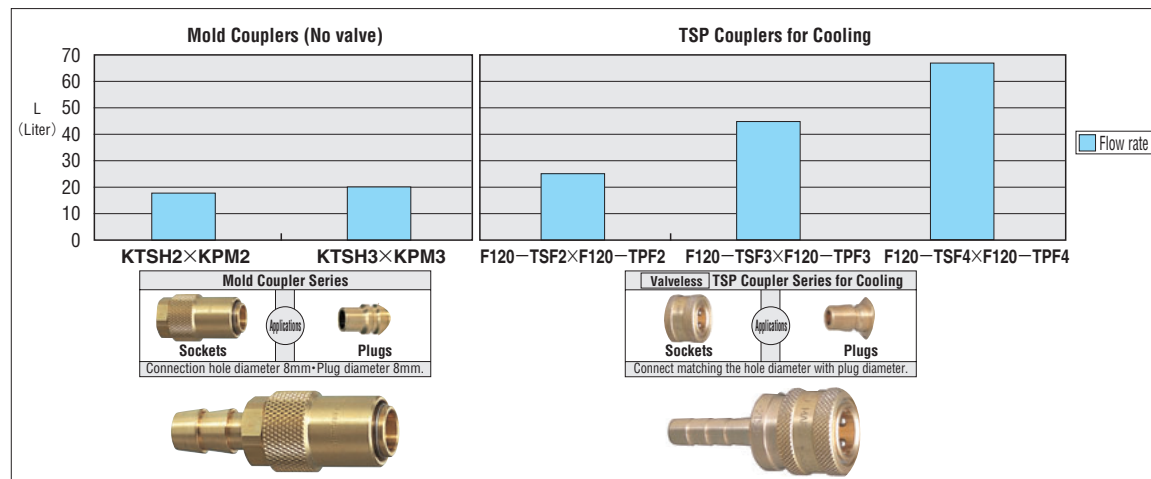 Mold Couplers (No valve)
TSP Couplers for Cooling
L
(Liter)
70
60
50
40
30
20
10
0
Flow rate
KTSH2×KPM2
KTSH3×KPM3
F120−TSF2×F120−TPF2
F120−TSF3×F120−TPF3
F120−TSF4×F120−TPF4
Mold Coupler Series
Applications
Sockets
Plugs
Connection hole diameter 8mm・Plug diameter 8mm.
Valveless TSP Coupler Series for Cooling
Applications
Sockets
Plugs
Connect matching the hole diameter with plug diameter.